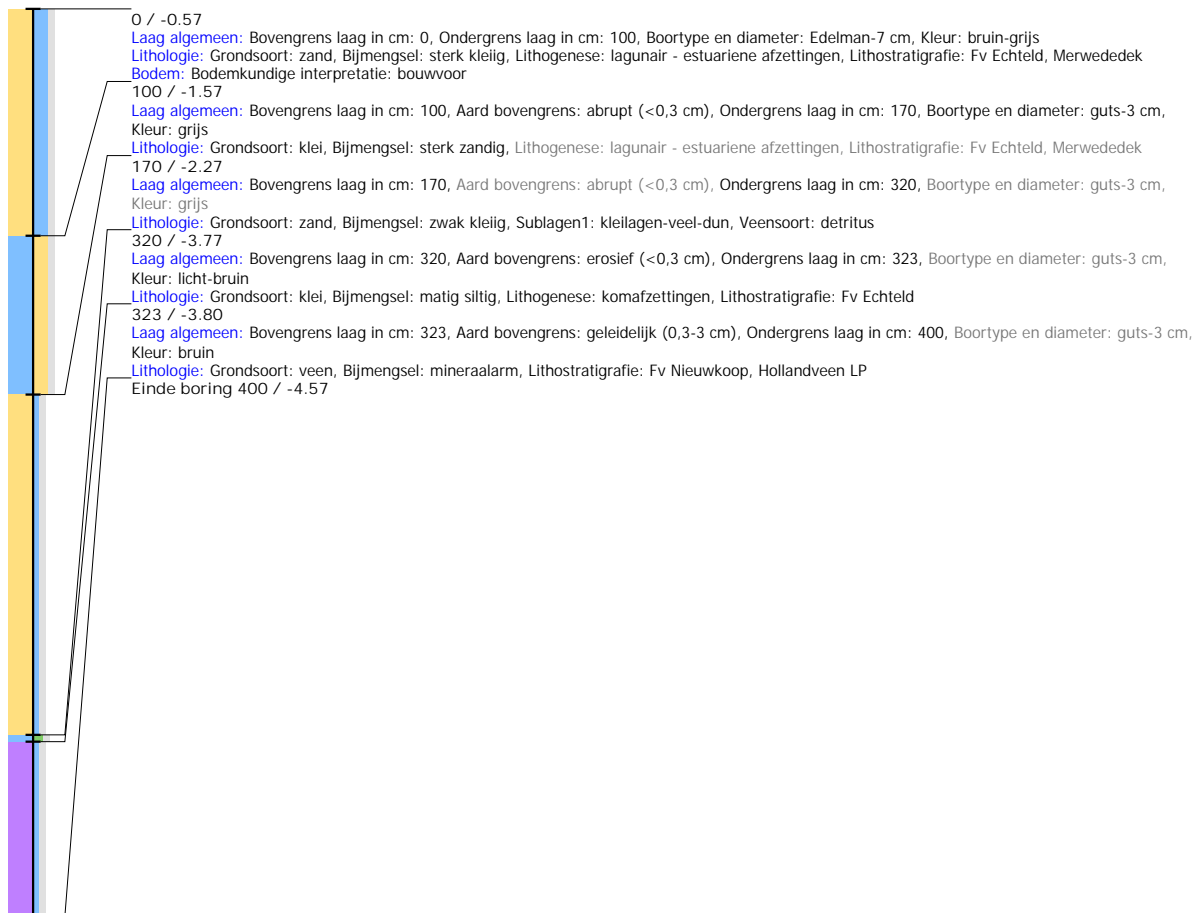 0 / -0.57
Laag algemeen: Bovengrens laag in cm: 0, Ondergrens laag in cm: 100, Boortype en diameter: Edelman-7 cm, Kleur: bruin-grijs
Lithologie: Grondsoort: zand, Bijmengsel: sterk kleiig, Lithogenese: lagunair - estuariene afzettingen, Lithostratigrafie: Fv Echteld, Merwededek
Bodem: Bodemkundige interpretatie: bouwvoor
100 / -1.57
Laag algemeen: Bovengrens laag in cm: 100, Aard bovengrens: abrupt (<0,3 cm), Ondergrens laag in cm: 170, Boortype en diameter: guts-3 cm,
Kleur: grijs
Lithologie: Grondsoort: klei, Bijmengsel: sterk zandig, Lithogenese: lagunair - estuariene afzettingen, Lithostratigrafie: Fv Echteld, Merwededek
170 / -2.27
Laag algemeen: Bovengrens laag in cm: 170, Aard bovengrens: abrupt (<0,3 cm), Ondergrens laag in cm: 320, Boortype en diameter: guts-3 cm,
Kleur: grijs
Lithologie: Grondsoort: zand, Bijmengsel: zwak kleiig, Sublagen1: kleilagen-veel-dun, Veensoort: detritus
320 / -3.77
Laag algemeen: Bovengrens laag in cm: 320, Aard bovengrens: erosief (<0,3 cm), Ondergrens laag in cm: 323, Boortype en diameter: guts-3 cm,
Kleur: licht-bruin
Lithologie: Grondsoort: klei, Bijmengsel: matig siltig, Lithogenese: komafzettingen, Lithostratigrafie: Fv Echteld
323 / -3.80
Laag algemeen: Bovengrens laag in cm: 323, Aard bovengrens: geleidelijk (0,3-3 cm), Ondergrens laag in cm: 400, Boortype en diameter: guts-3 cm,
Kleur: bruin
Lithologie: Grondsoort: veen, Bijmengsel: mineraalarm, Lithostratigrafie: Fv Nieuwkoop, Hollandveen LP
Einde boring 400 / -4.57